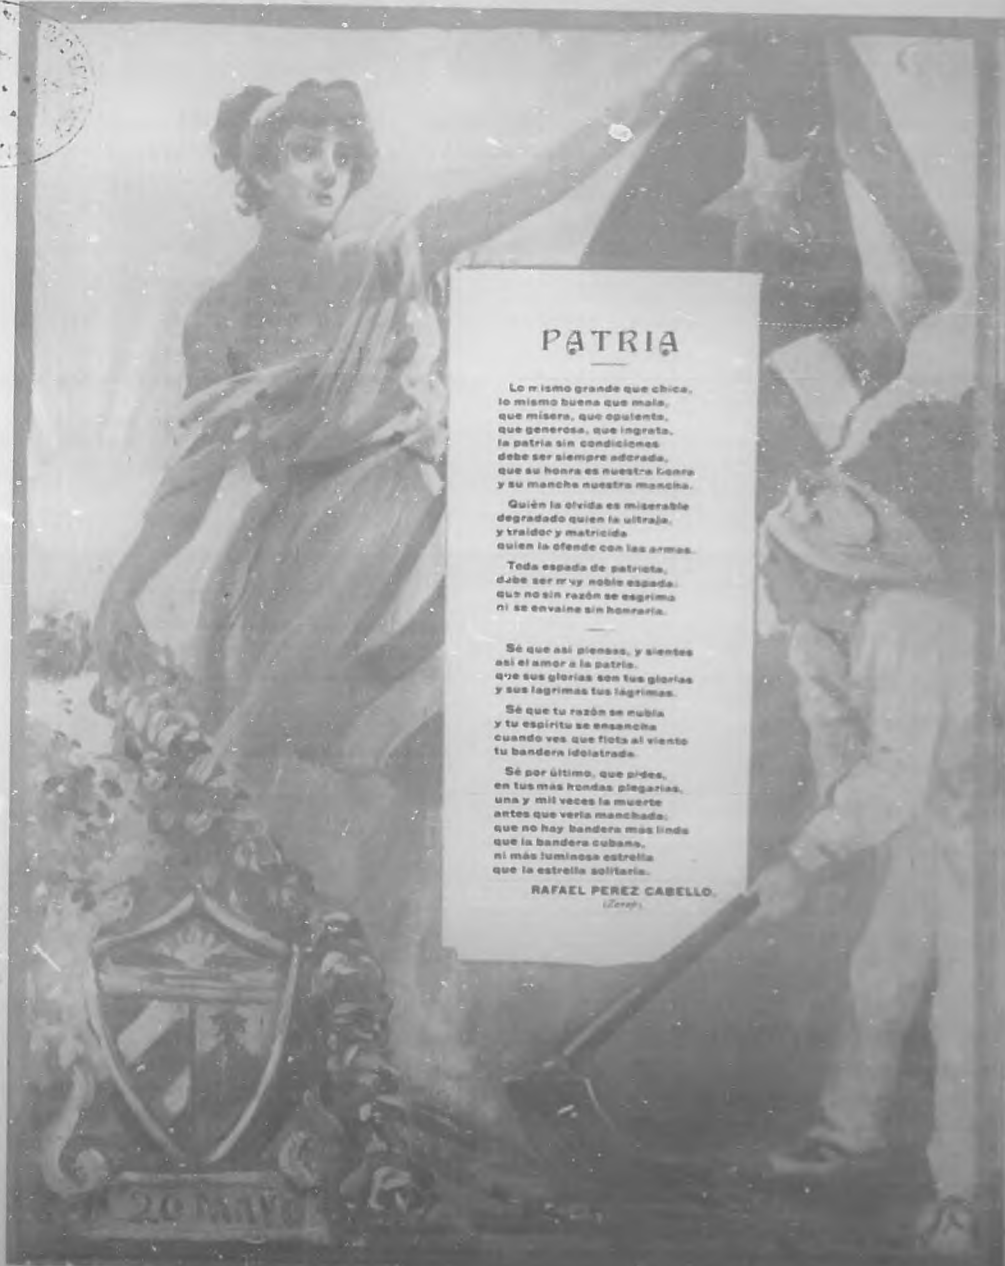 PATRIA
Lo mismo grande que chica,
lo mismo buena que mala,
que mísera, que opulenta,
que generosa, que ingrata,
la patria sin condiciones
debe ser siempre adorada,
que su honra es nuestra honra
y su mancha nuestra mancha.
Quién la olvida es miserable
degradado quien la ultraja,
y traidor y matricida
quien la ofende con las armas.
Toda espada de patriota,
debe ser muy noble espada:
que no sin razón se esgrima
ni se envaine sin honrarla.
Sé que así piensas, y sientes
así el amor a la patria.
que sus glorias son tus glorias
y sus lágrimas tus lágrimas.
Sé que tu razón se nubla
y tu espíritu se ensancha
cuando ves que flota al viento
tu bandera idolatrada.
Sé por último, que pides,
en tus más hondas plegarias,
una y mil veces la muerte
antes que verla manchada;
que no hay bandera más linda
que la bandera cubana,
ni más luminosa estrella
que la estrella solitaria.
RAFAEL PEREZ CABELLO.
(Zerep)
20 Mayo